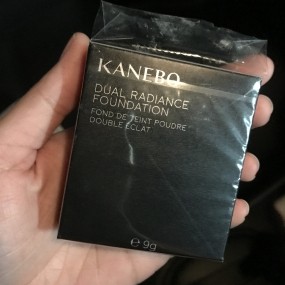 KANEBO
DUAL RADIANCE
FOUNDATION
FOND DE TEINT POUDRE
DOUBLE ÉCLAT
℮ 9g